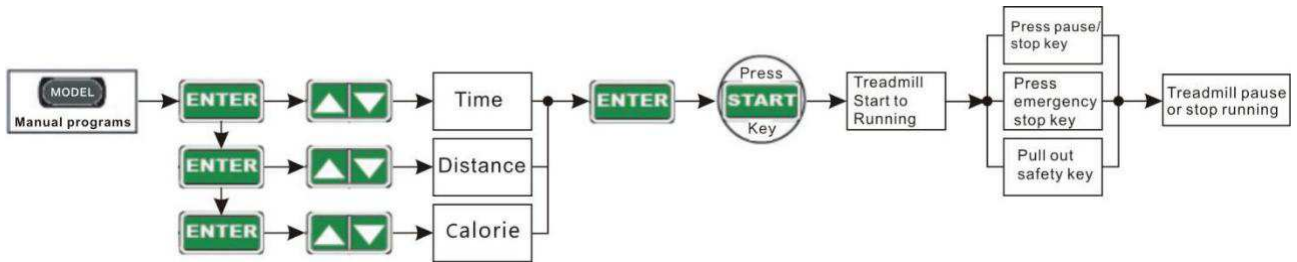 MODEL
Manual programs
ENTER
Time
ENTER
Distance
ENTER
Calorie
ENTER
Press
START
Key
Treadmill
Start to
Running
Press pause/
stop key
Press
emergency
stop key
Pull out
safety key
Treadmill pause
or stop running